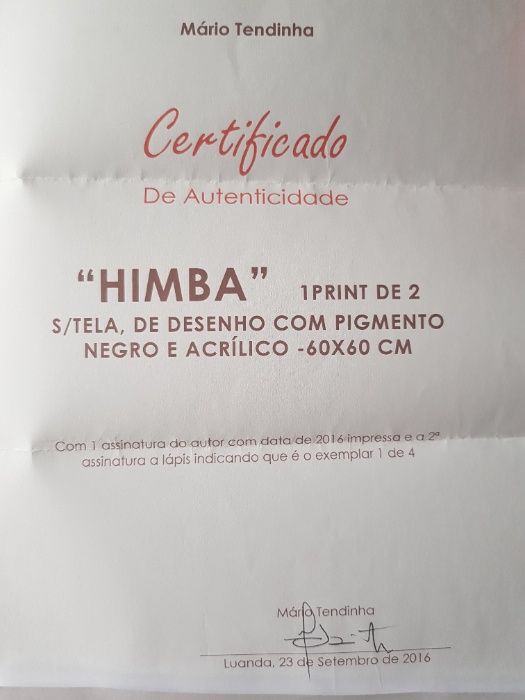 Mário Tendinha
Certificado
De Autenticidade
“HIMBA” 1PRINT DE 2
S/TELA, DE DESENHO COM PIGMENTO
NEGRO E ACRÍLICO -60X60 CM
Com 1 assinatura do autor com data de 2016 impressa e a 2ª
assinatura a lápis indicando que é o exemplar 1 de 4
Mário Tendinha
Luanda, 23 de Setembro de 2016